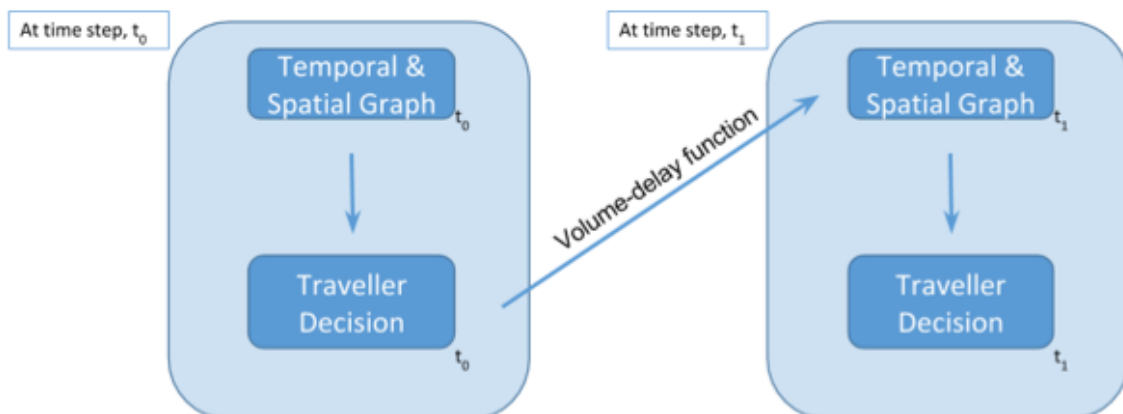 At time step, t₀
Temporal &
Spatial Graph
t₀
Traveller
Decision
t₀
Volume-delay function
At time step, t₁
Temporal &
Spatial Graph
t₁
Traveller
Decision
t₁